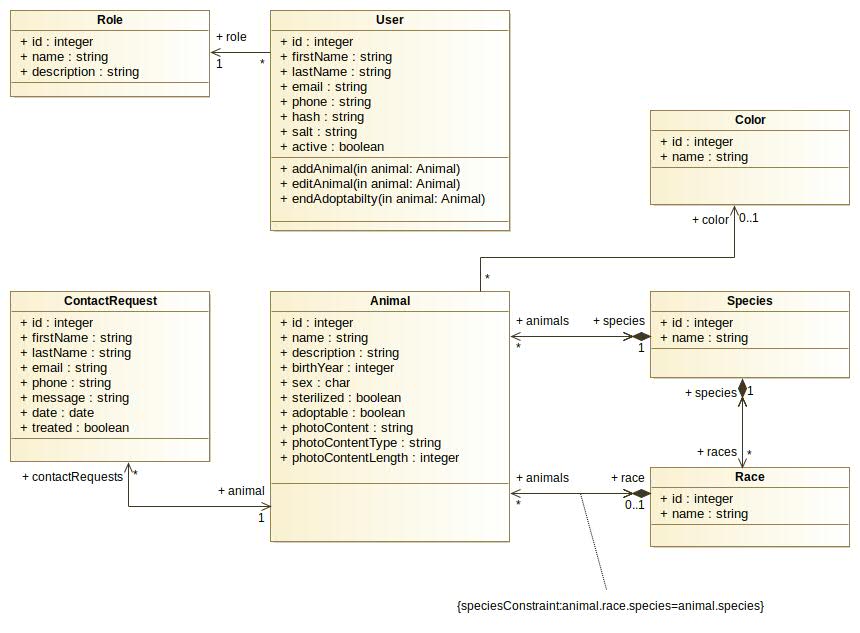 Role
+ id : integer
+ name : string
+ description : string
+ role
1
*
User
+ id : integer
+ firstName : string
+ lastName : string
+ email : string
+ phone : string
+ hash : string
+ salt : string
+ active : boolean
+ addAnimal(in animal: Animal)
+ editAnimal(in animal: Animal)
+ endAdoptabilty(in animal: Animal)
Color
+ id : integer
+ name : string
+ color
0..1
*
ContactRequest
+ id : integer
+ firstName : string
+ lastName : string
+ email : string
+ phone : string
+ message : string
+ date : date
+ treated : boolean
+ contactRequests
*
+ animal
1
Animal
+ id : integer
+ name : string
+ description : string
+ birthYear : integer
+ sex : char
+ sterilized : boolean
+ adoptable : boolean
+ photoContent : string
+ photoContentType : string
+ photoContentLength : integer
+ animals
*
+ species
1
Species
+ id : integer
+ name : string
+ species
1
+ races
*
+ animals
*
+ race
0..1
Race
+ id : integer
+ name : string
{speciesConstraint:animal.race.species=animal.species}